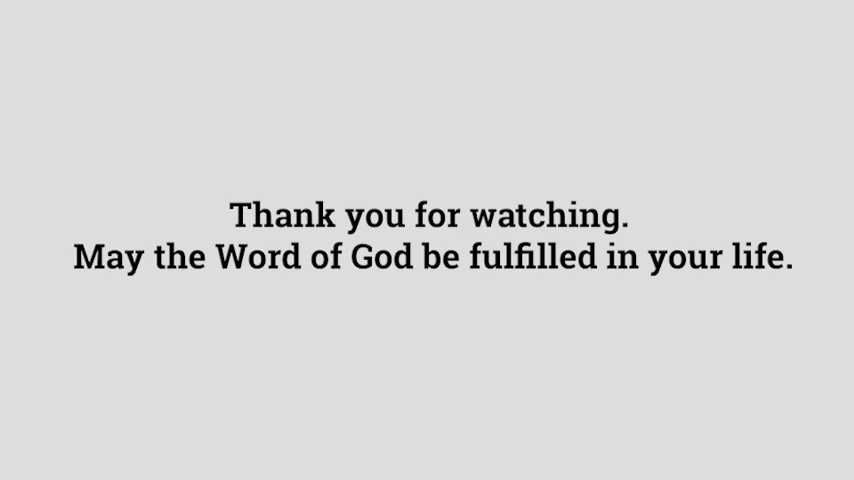 Thank you for watching.
May the Word of God be fulfilled in your life.